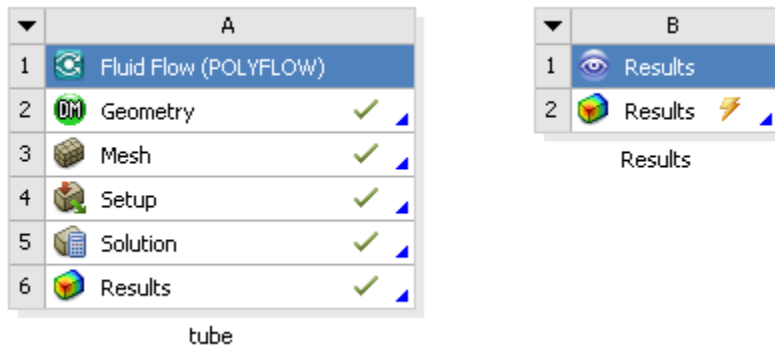 A
1 Fluid Flow (POLYFLOW)
2 DM Geometry
3 Mesh
4 Setup
5 Solution
6 Results
tube
B
1 Results
2 Results
Results